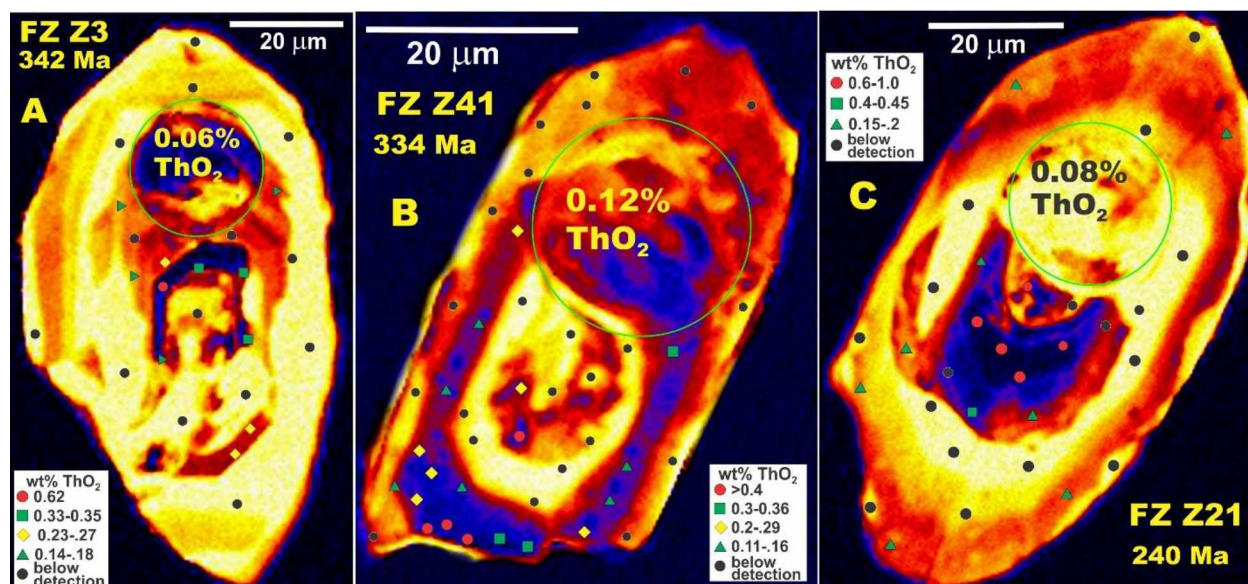 FZ Z3
342 Ma
20 μm
A
0.06%
ThO2
wt% ThO2
0.62
0.33-0.35
0.23-.27
0.14-.18
below
detection
20 μm
FZ Z41
334 Ma
B
0.12%
ThO2
wt% ThO2
>0.4
0.3-0.36
0.2-.29
0.11-.16
below
detection
20 μm
wt% ThO2
0.6-1.0
0.4-0.45
0.15-.2
below
detection
C
0.08%
ThO2
FZ Z21
240 Ma